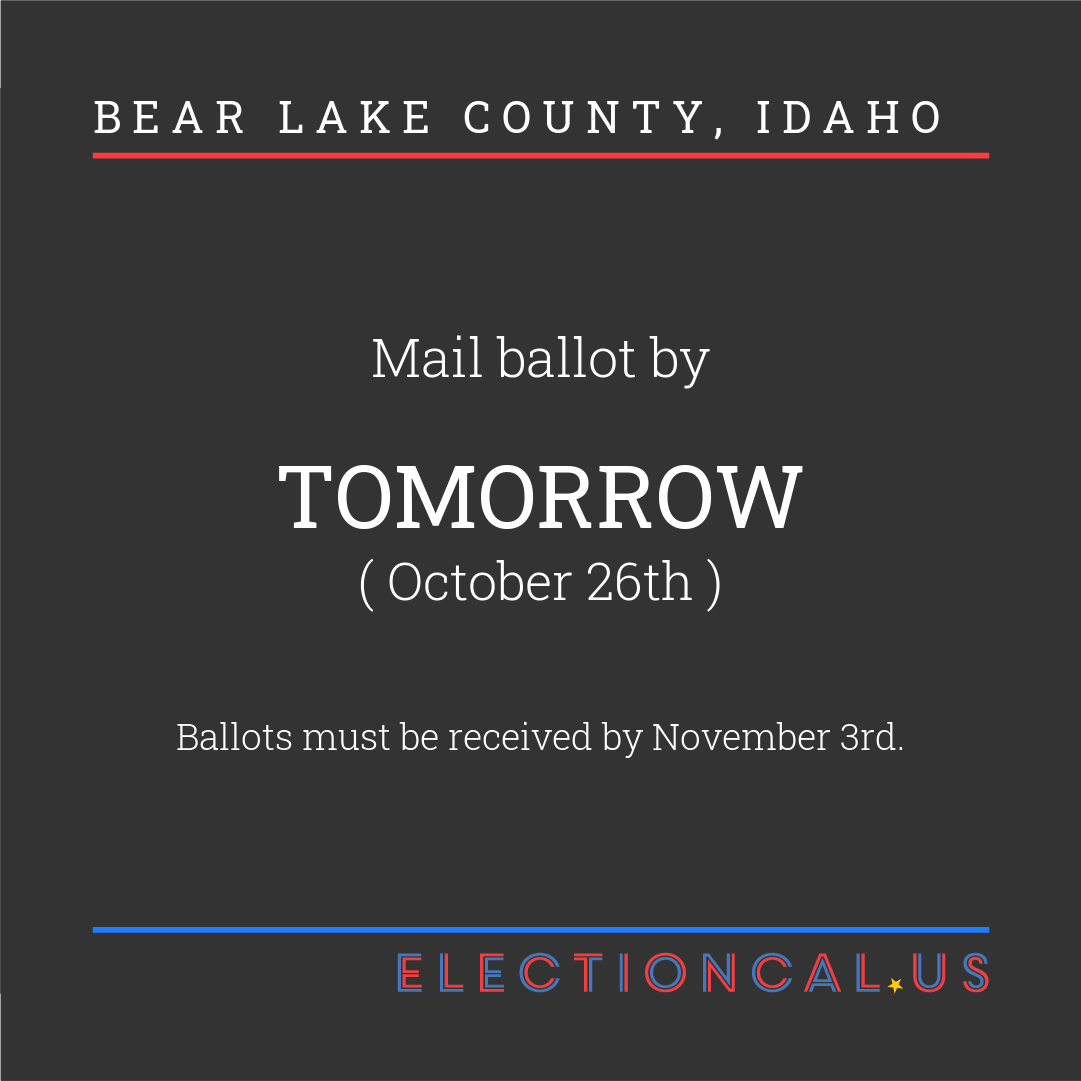 BEAR LAKE COUNTY, IDAHO
Mail ballot by
TOMORROW
( October 26th )
Ballots must be received by November 3rd.
ELECTIONCAL.US